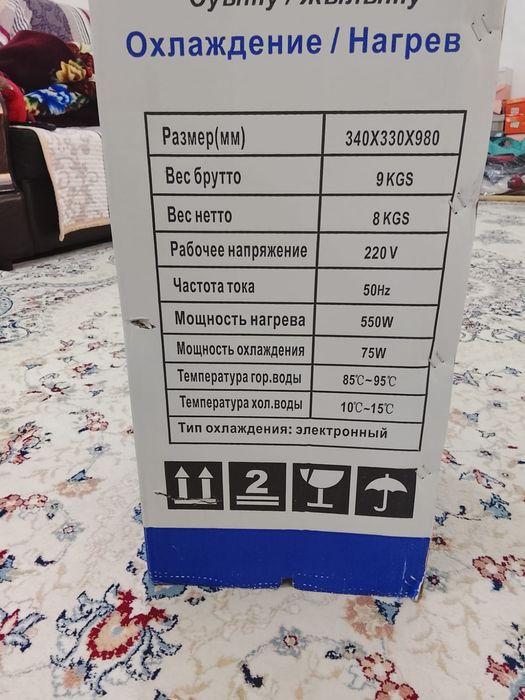 Суыту / Жылыту
Охлаждение / Нагрев
Размер(мм) 340X330X980
Вес брутто 9 KGS
Вес нетто 8 KGS
Рабочее напряжение 220 V
Частота тока 50Hz
Мощность нагрева 550W
Мощность охлаждения 75W
Температура гор.воды 85℃~95℃
Температура хол.воды 10℃~15℃
Тип охлаждения: электронный
2